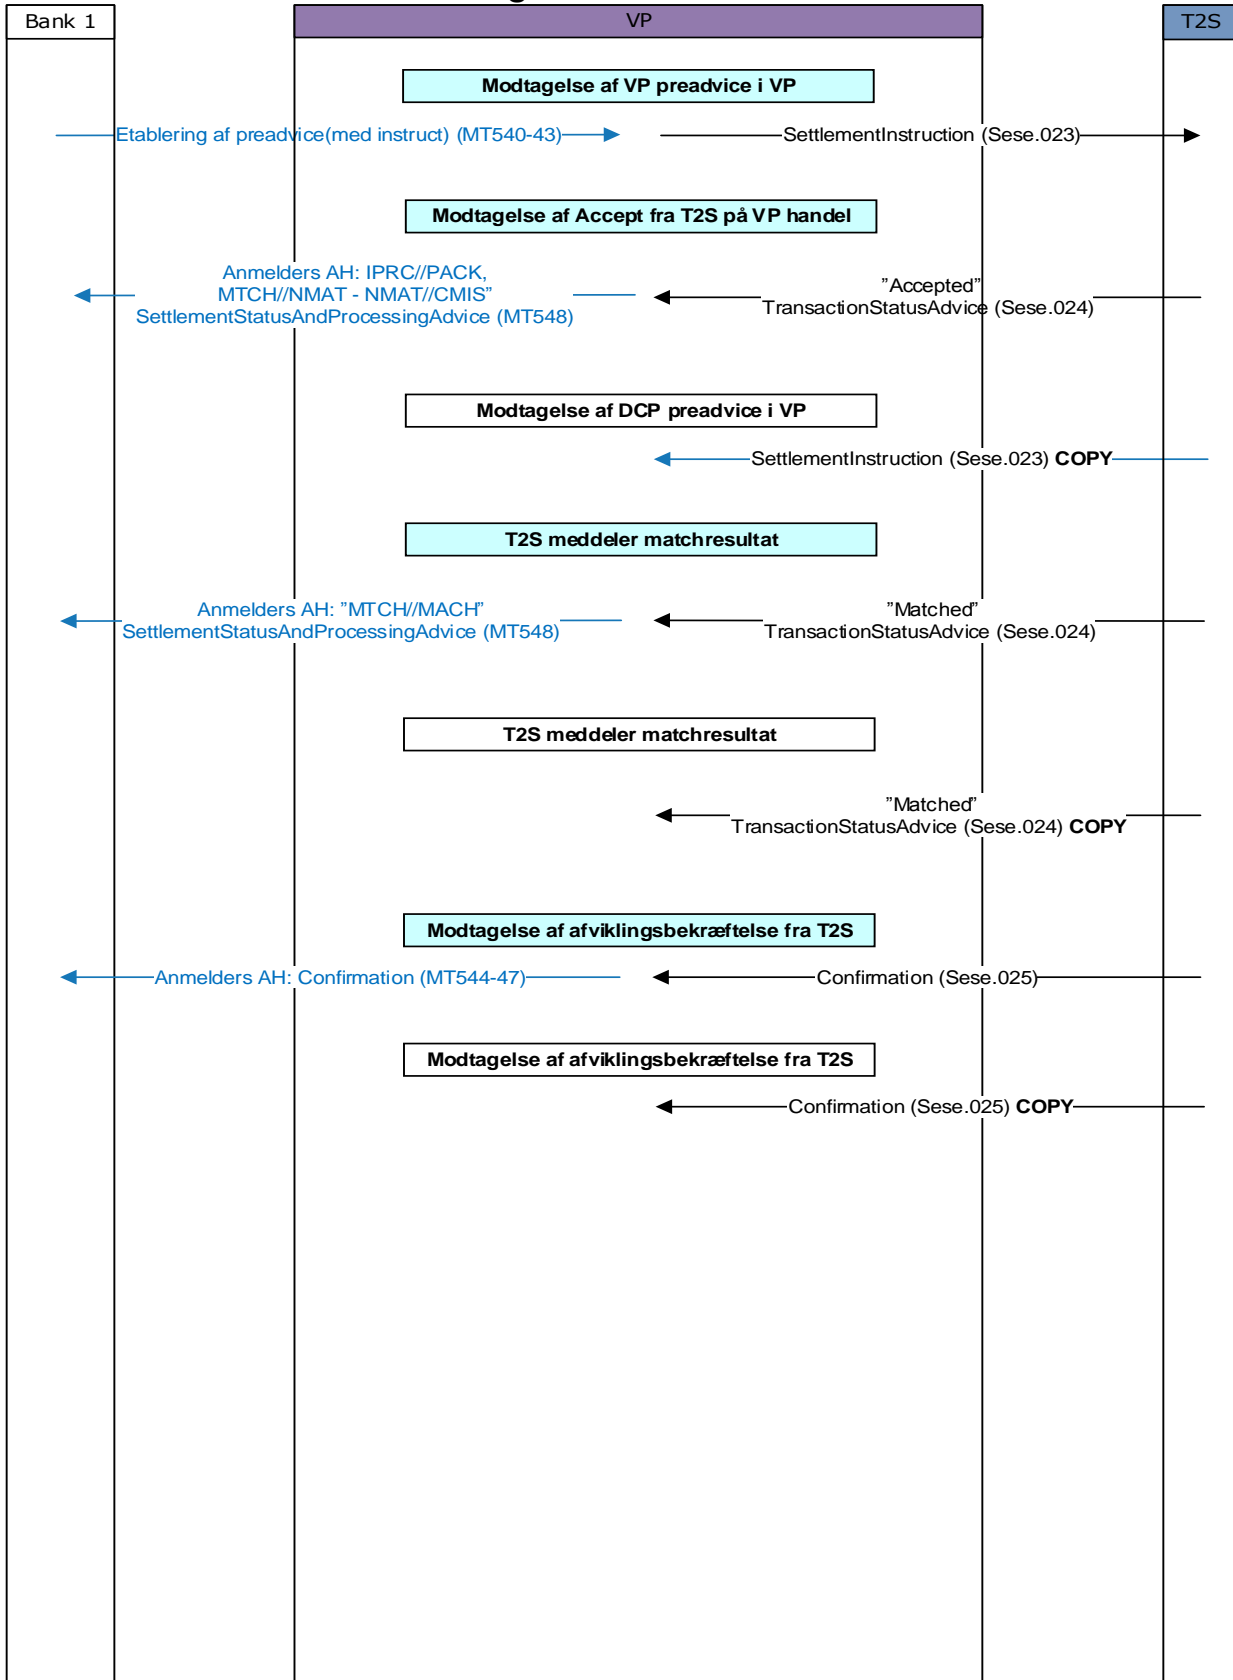 Bank 1
VP
T2S
Modtagelse af VP preadvice i VP
Etablering af preadvice(med instruct) (MT540-43)
SettlementInstruction (Sese.023)
Modtagelse af Accept fra T2S på VP handel
Anmelders AH: IPRC//PACK,
MTCH//NMAT - NMAT//CMIS”
SettlementStatusAndProcessingAdvice (MT548)
”Accepted”
TransactionStatusAdvice (Sese.024)
Modtagelse af DCP preadvice i VP
SettlementInstruction (Sese.023) COPY
T2S meddeler matchresultat
Anmelders AH: ”MTCH//MACH”
SettlementStatusAndProcessingAdvice (MT548)
”Matched”
TransactionStatusAdvice (Sese.024)
T2S meddeler matchresultat
”Matched”
TransactionStatusAdvice (Sese.024) COPY
Modtagelse af afviklingsbekræftelse fra T2S
Anmelders AH: Confirmation (MT544-47)
Confirmation (Sese.025)
Modtagelse af afviklingsbekræftelse fra T2S
Confirmation (Sese.025) COPY